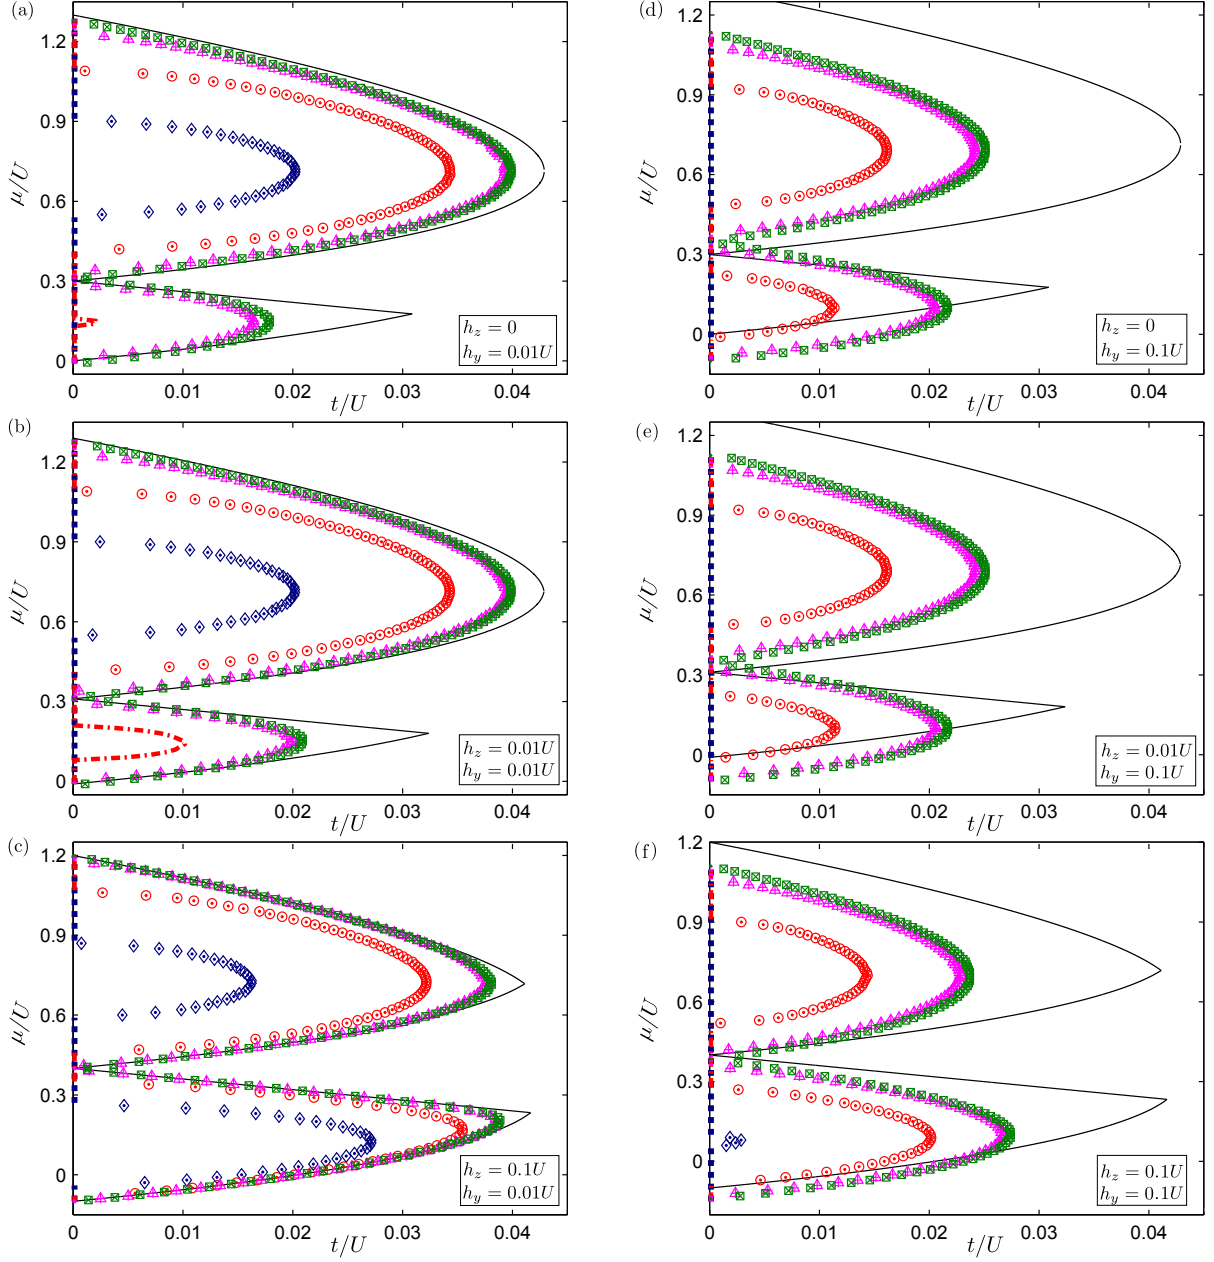 (a)
1.2
0.9
0.6
0.3
0
μ/U
0
0.01
0.02
0.03
0.04
t/U
h_z = 0
h_y = 0.01U
(d)
1.2
0.9
0.6
0.3
0
μ/U
0
0.01
0.02
0.03
0.04
t/U
h_z = 0
h_y = 0.1U
(b)
1.2
0.9
0.6
0.3
0
μ/U
0
0.01
0.02
0.03
0.04
t/U
h_z = 0.01U
h_y = 0.01U
(e)
1.2
0.9
0.6
0.3
0
μ/U
0
0.01
0.02
0.03
0.04
t/U
h_z = 0.01U
h_y = 0.1U
(c)
1.2
0.9
0.6
0.3
0
μ/U
0
0.01
0.02
0.03
0.04
t/U
h_z = 0.1U
h_y = 0.01U
(f)
1.2
0.9
0.6
0.3
0
μ/U
0
0.01
0.02
0.03
0.04
t/U
h_z = 0.1U
h_y = 0.1U